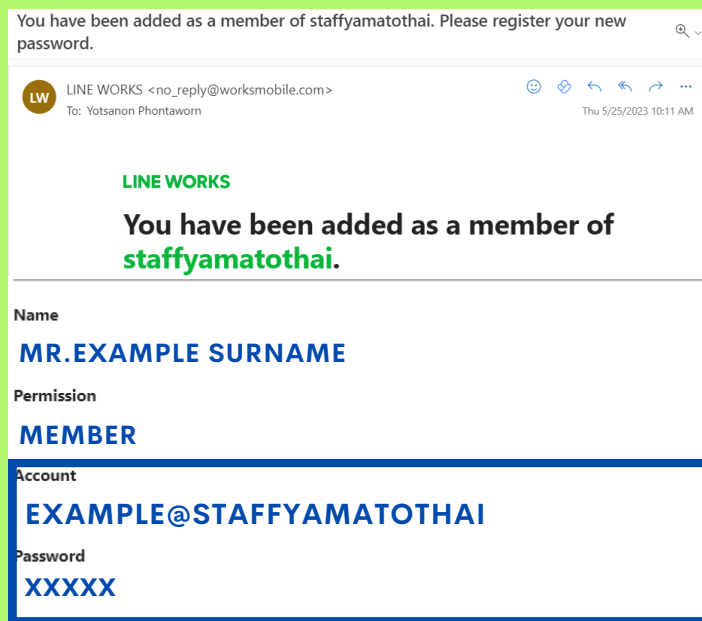 You have been added as a member of staffyamatothai. Please register your new
password.
LW
LINE WORKS <no_reply@worksmobile.com>
To: Yotsanon Phontaworn
Thu 5/25/2023 10:11 AM
LINE WORKS
You have been added as a member of
staffyamatothai.
Name
MR.EXAMPLE SURNAME
Permission
MEMBER
Account
EXAMPLE@STAFFYAMATOTHAI
Password
XXXXX